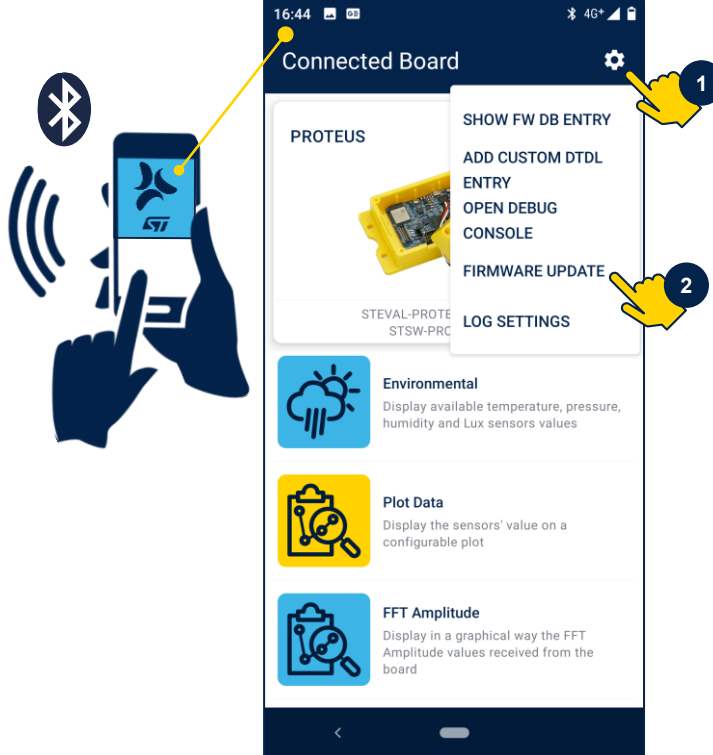 16:44
4G+
Connected Board
1
PROTEUS
SHOW FW DB ENTRY
ADD CUSTOM DTDL
ENTRY
OPEN DEBUG
CONSOLE
FIRMWARE UPDATE
2
LOG SETTINGS
STEVAL-PROTE
STSW-PRO
Environmental
Display available temperature, pressure,
humidity and Lux sensors values
Plot Data
Display the sensors' value on a
configurable plot
FFT Amplitude
Display in a graphical way the FFT
Amplitude values received from the
board
ST